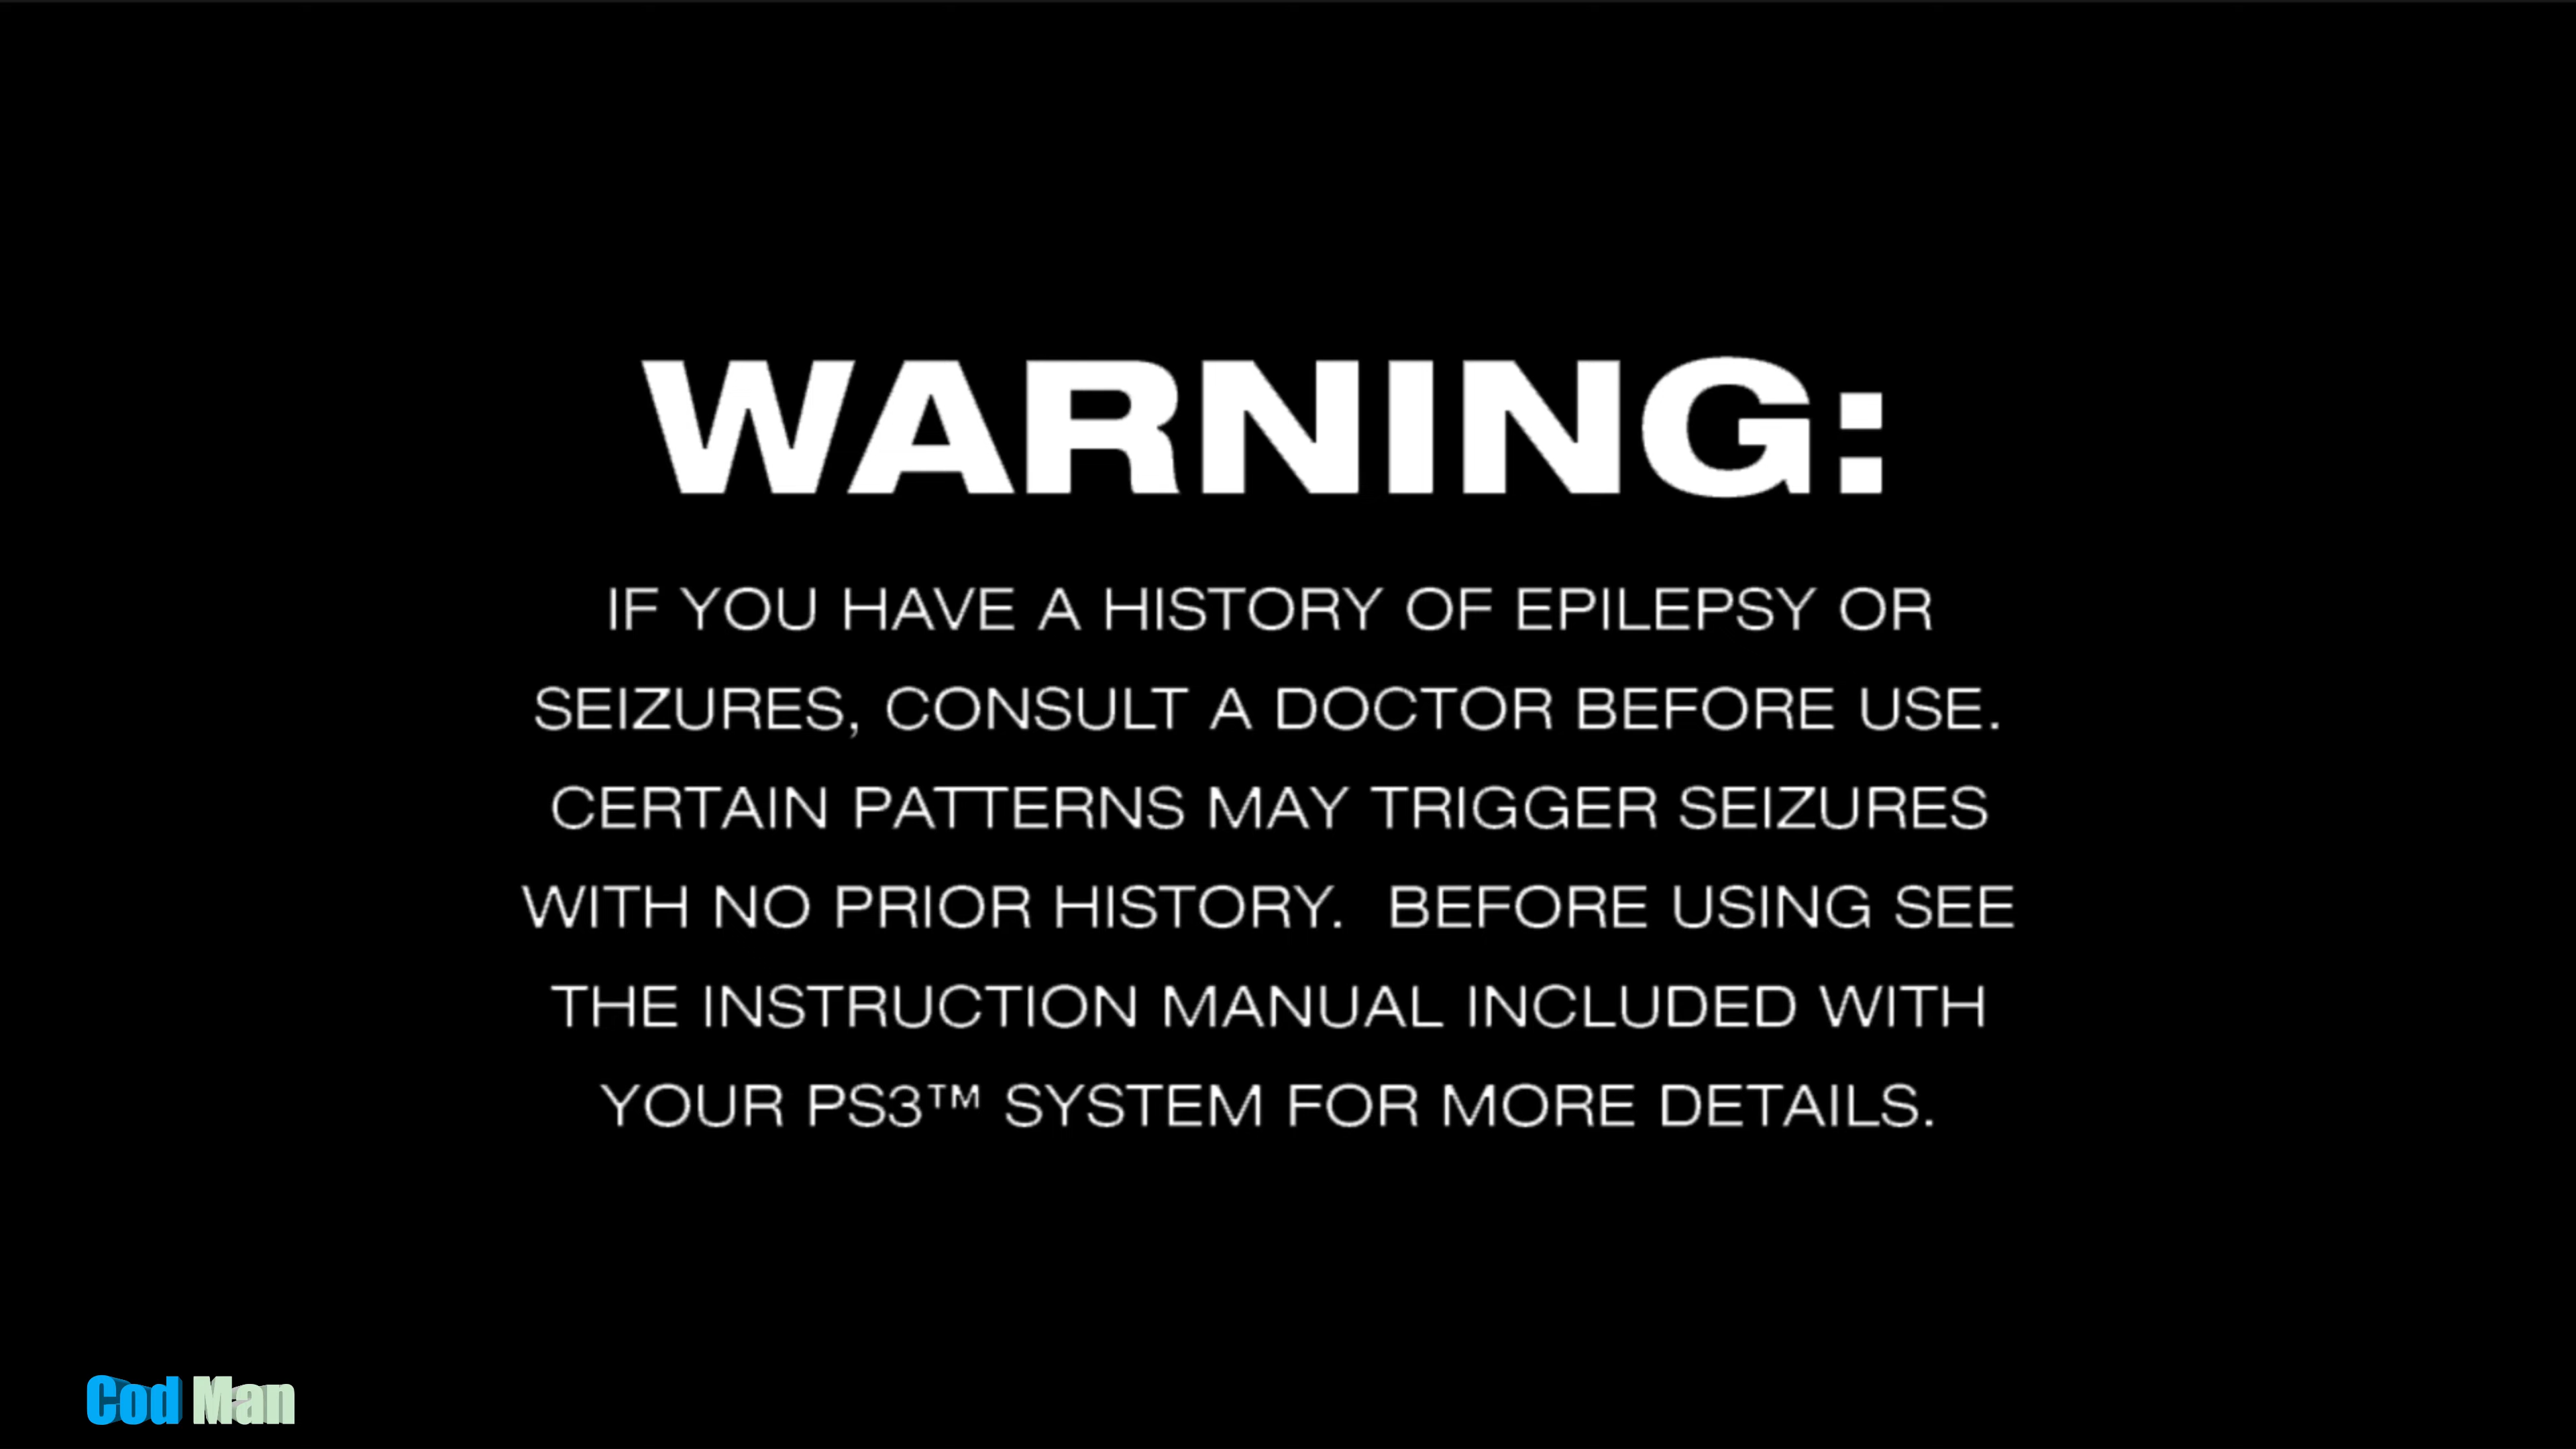 WARNING:
IF YOU HAVE A HISTORY OF EPILEPSY OR
SEIZURES, CONSULT A DOCTOR BEFORE USE.
CERTAIN PATTERNS MAY TRIGGER SEIZURES
WITH NO PRIOR HISTORY.  BEFORE USING SEE
THE INSTRUCTION MANUAL INCLUDED WITH
YOUR PS3™ SYSTEM FOR MORE DETAILS.
Cod Man